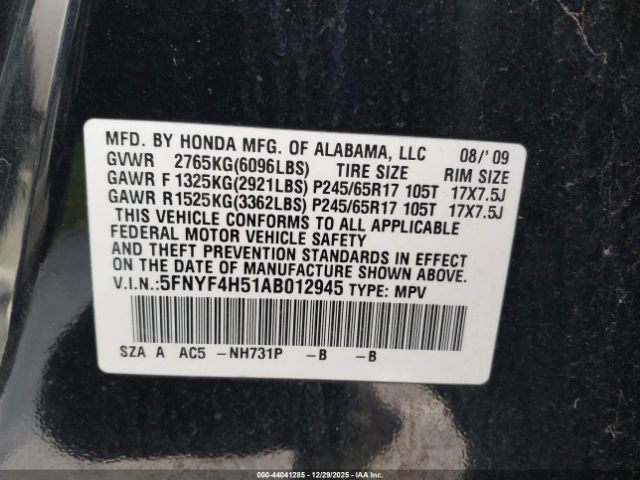 MFD. BY HONDA MFG. OF ALABAMA, LLC 08/'09
GVWR 2765KG(6096LBS) TIRE SIZE RIM SIZE
GAWR F 1325KG(2921LBS) P245/65R17 105T 17X7.5J
GAWR R 1525KG(3362LBS) P245/65R17 105T 17X7.5J
THIS VEHICLE CONFORMS TO ALL APPLICABLE
FEDERAL MOTOR VEHICLE SAFETY
AND THEFT PREVENTION STANDARDS IN EFFECT
ON THE DATE OF MANUFACTURE SHOWN ABOVE.
V.I.N.:5FNYF4H51AB012945 TYPE: MPV
SZA A AC5 -NH731P -B -B
000-44041285 - 12/29/2025 - IAA Inc.